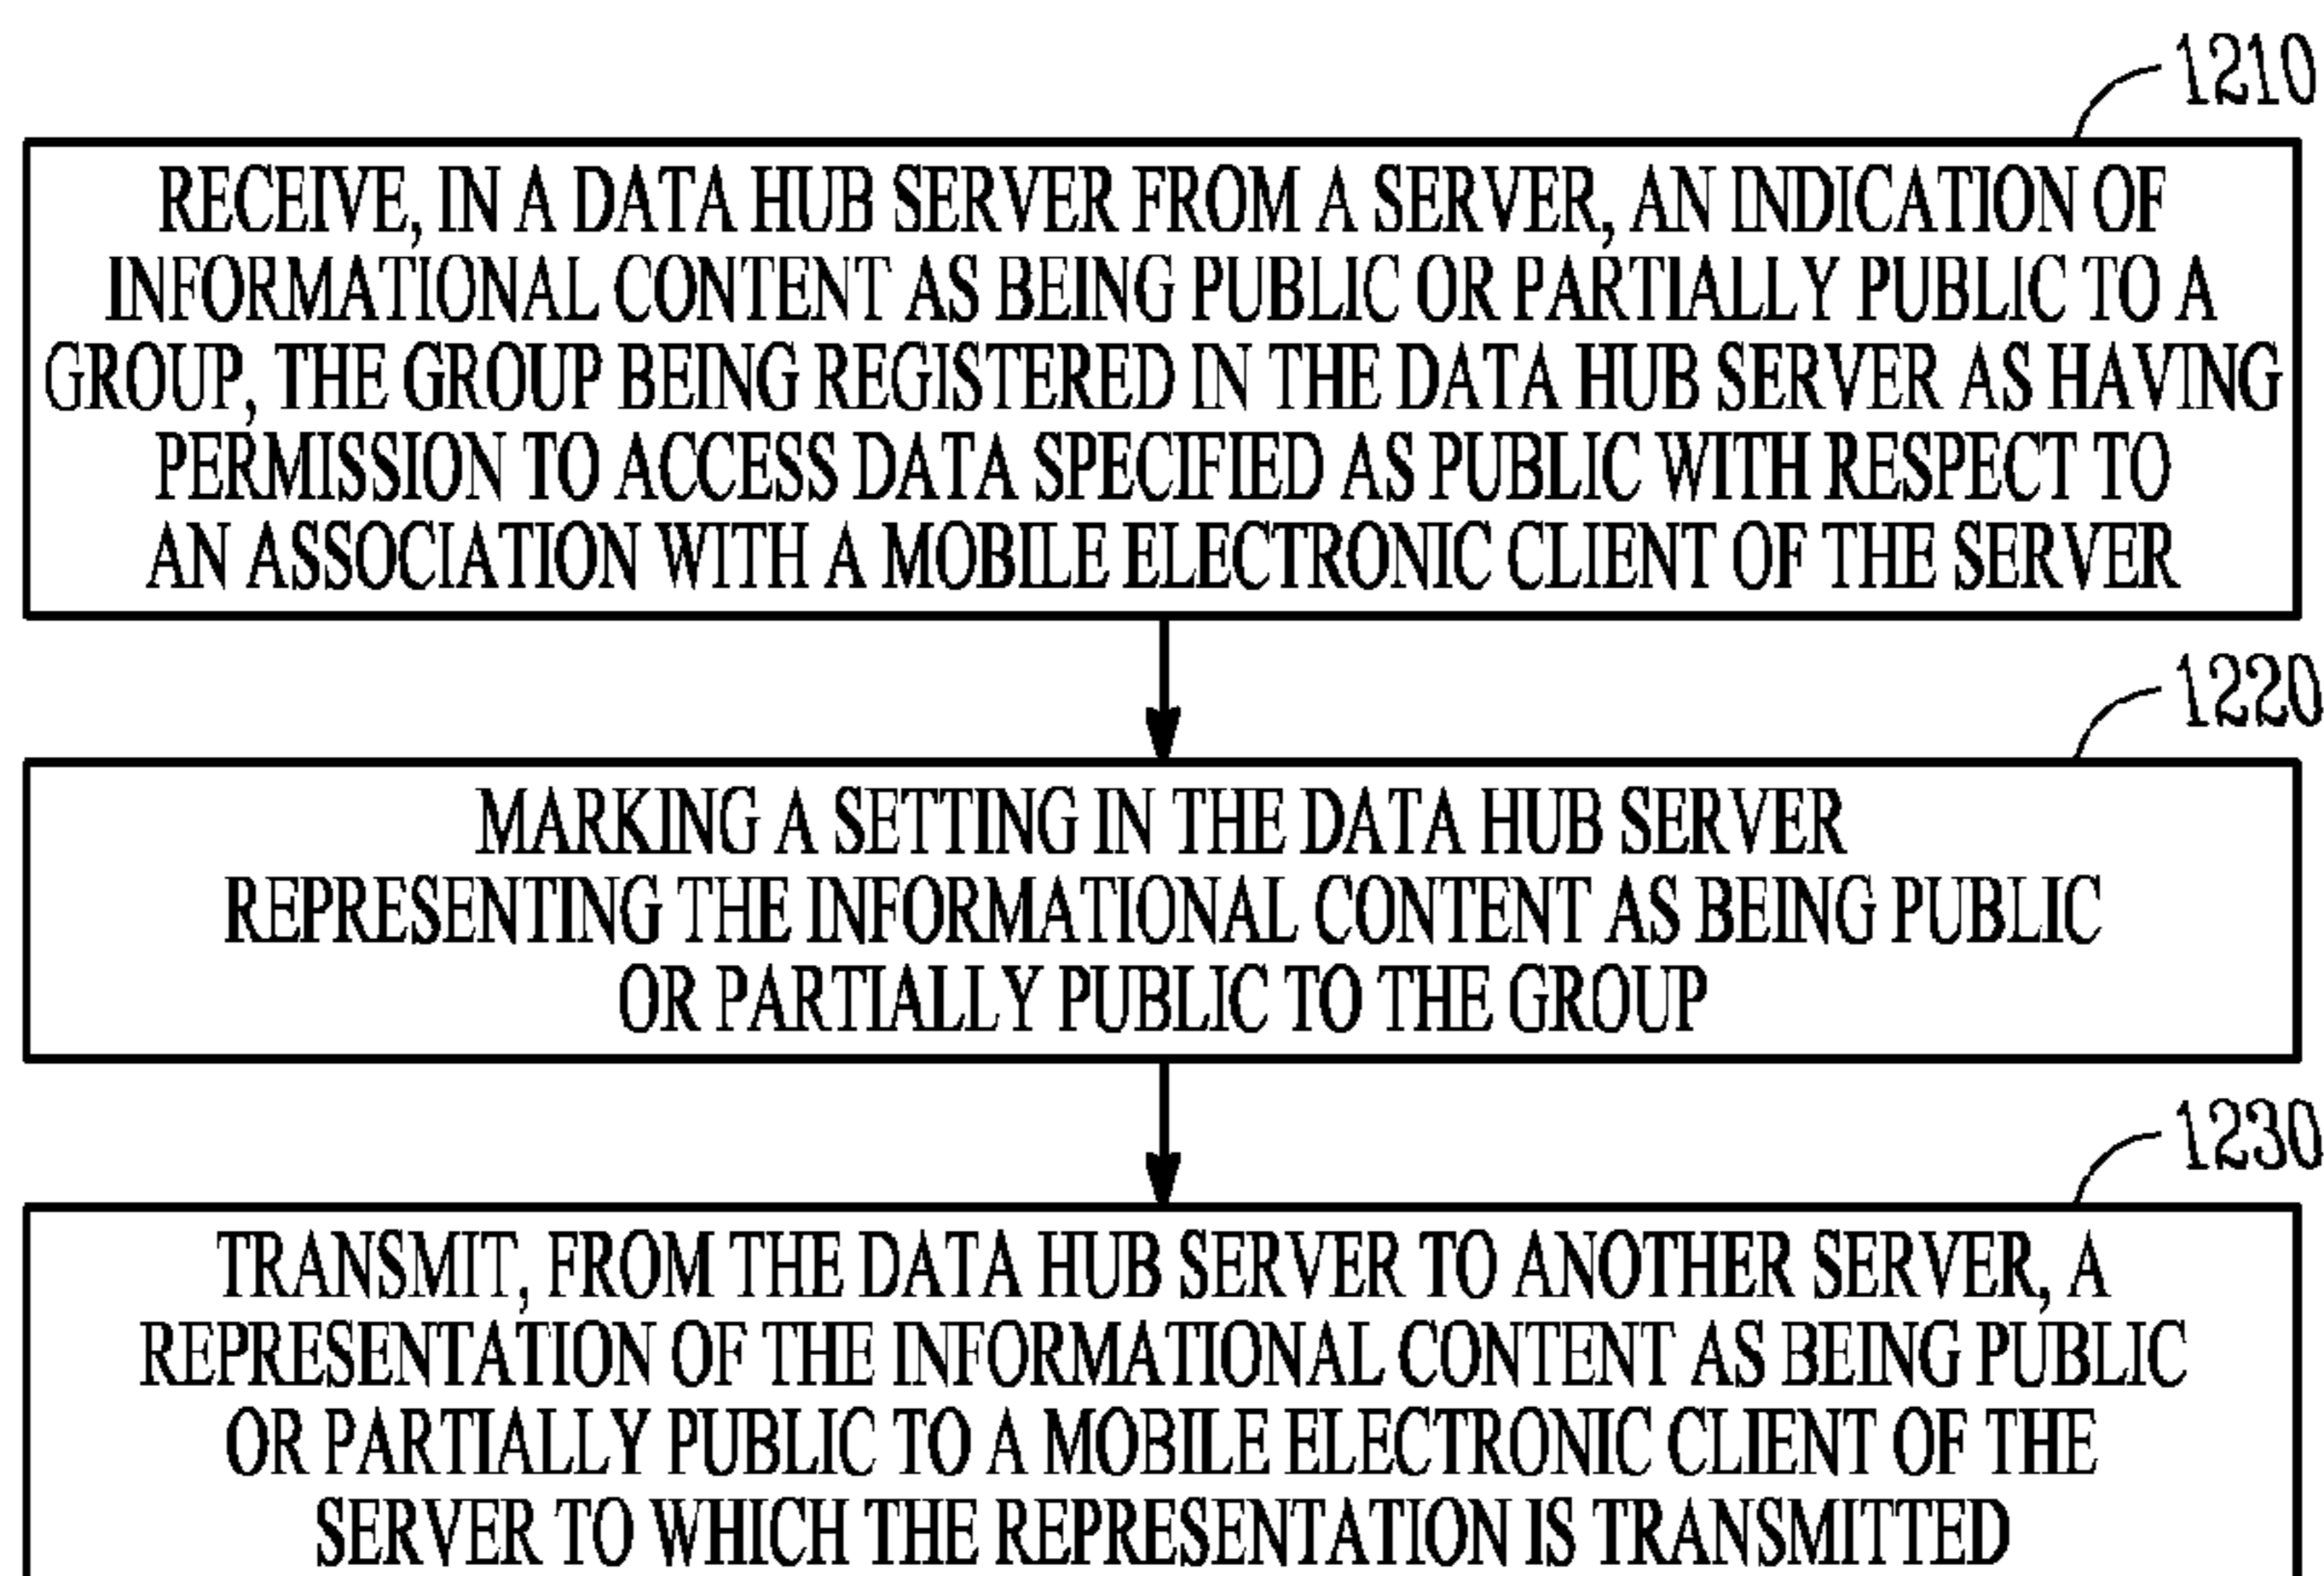 1210
RECEIVE, IN A DATA HUB SERVER FROM A SERVER, AN INDICATION OF
INFORMATIONAL CONTENT AS BEING PUBLIC OR PARTIALLY PUBLIC TO A
GROUP, THE GROUP BEING REGISTERED IN THE DATA HUB SERVER AS HAVING
PERMISSION TO ACCESS DATA SPECIFIED AS PUBLIC WITH RESPECT TO
AN ASSOCIATION WITH A MOBILE ELECTRONIC CLIENT OF THE SERVER
1220
MARKING A SETTING IN THE DATA HUB SERVER
REPRESENTING THE INFORMATIONAL CONTENT AS BEING PUBLIC
OR PARTIALLY PUBLIC TO THE GROUP
1230
TRANSMIT, FROM THE DATA HUB SERVER TO ANOTHER SERVER, A
REPRESENTATION OF THE INFORMATIONAL CONTENT AS BEING PUBLIC
OR PARTIALLY PUBLIC TO A MOBILE ELECTRONIC CLIENT OF THE
SERVER TO WHICH THE REPRESENTATION IS TRANSMITTED